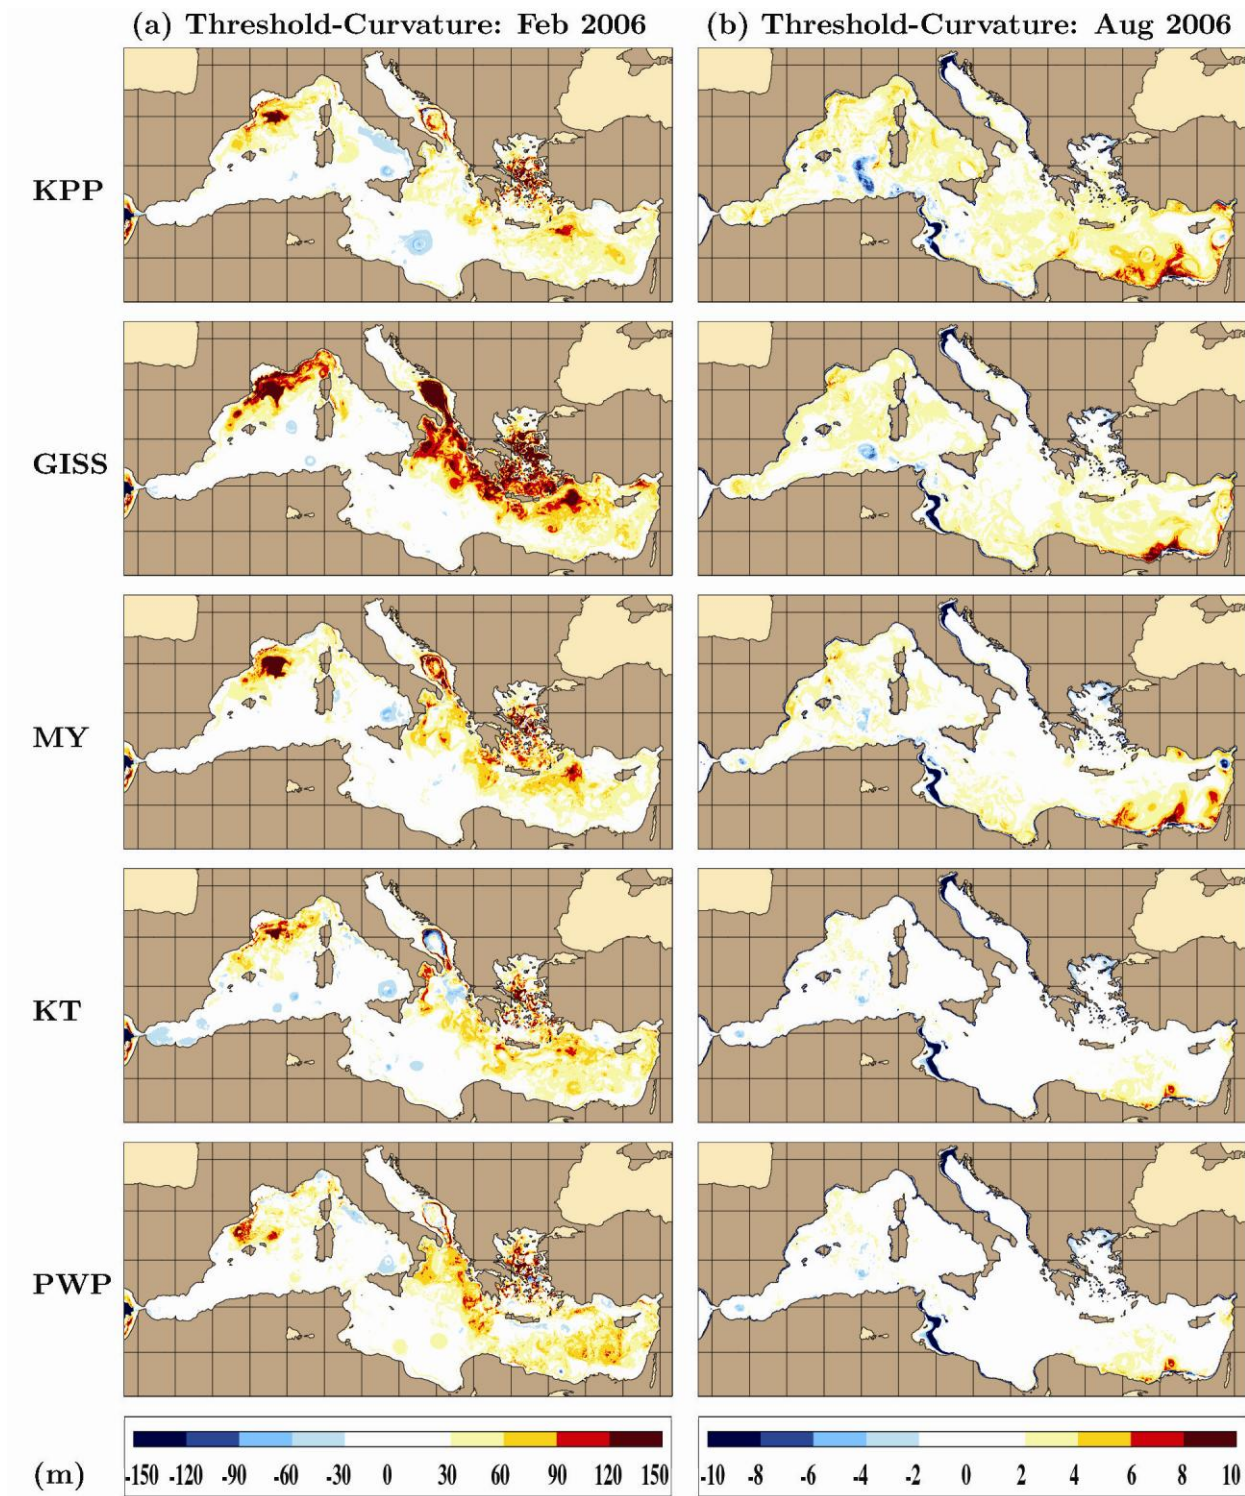 (a) Threshold-Curvature: Feb 2006
(b) Threshold-Curvature: Aug 2006
KPP
GISS
MY
KT
PWP
(m)
-150 -120 -90 -60 -30 0 30 60 90 120 150
-10 -8 -6 -4 -2 0 2 4 6 8 10